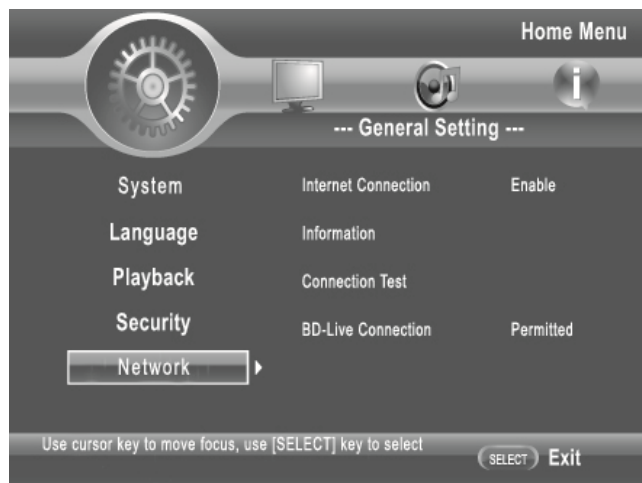 Home Menu
--- General Setting ---
System
Internet Connection Enable
Language
Information
Playback
Connection Test
Security
BD-Live Connection Permitted
Network
Use cursor key to move focus, use [SELECT] key to select
SELECT Exit